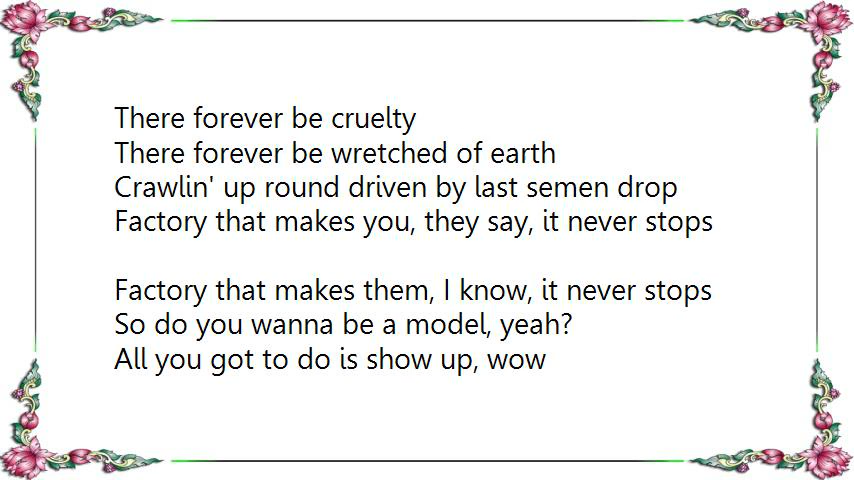 There forever be cruelty
There forever be wretched of earth
Crawlin' up round driven by last semen drop
Factory that makes you, they say, it never stops
Factory that makes them, I know, it never stops
So do you wanna be a model, yeah?
All you got to do is show up, wow